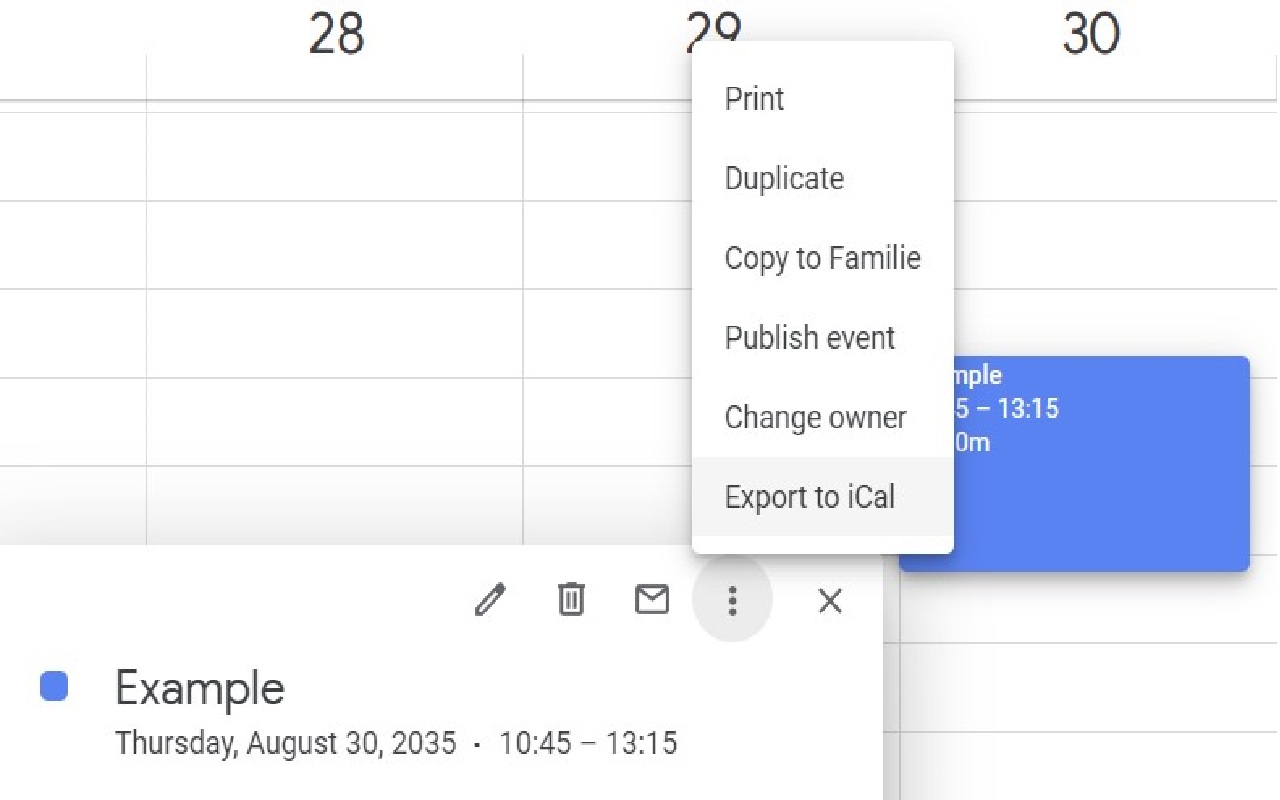 28
29
30
Print
Duplicate
Copy to Familie
Publish event
Change owner
Export to iCal
mple
5 – 13:15
0m
Example
Thursday, August 30, 2035 · 10:45 – 13:15